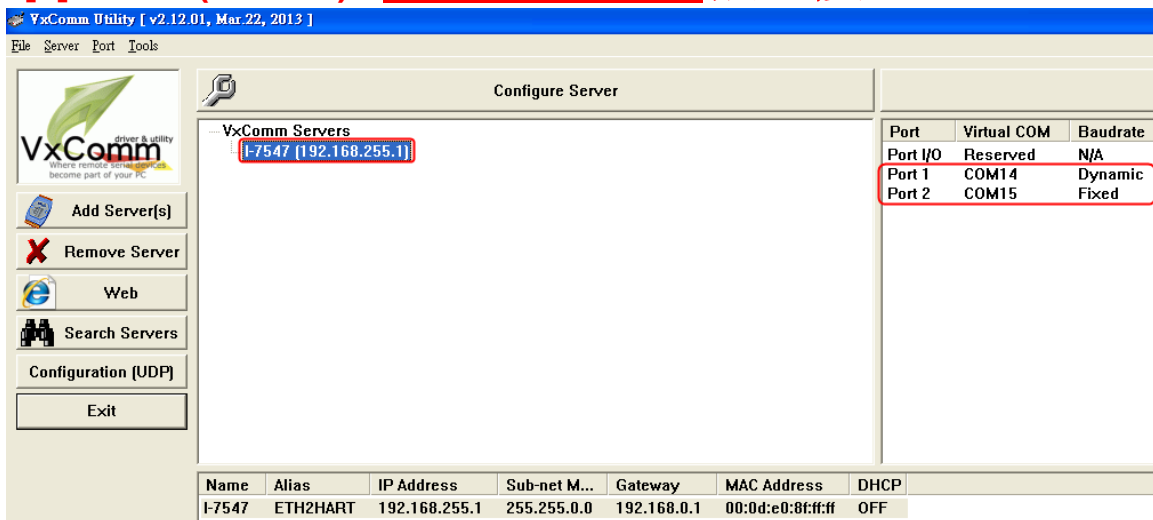 VxComm Utility [ v2.12.01, Mar.22, 2013 ]
File Server Port Tools
VxComm driver & utility
Where remote serial devices
become part of your PC
Add Server(s)
Remove Server
Web
Search Servers
Configuration (UDP)
Exit
Configure Server
VxComm Servers
I-7547 (192.168.255.1)
Port Virtual COM Baudrate
Port I/O Reserved N/A
Port 1 COM14 Dynamic
Port 2 COM15 Fixed
Name Alias IP Address Sub-net M... Gateway MAC Address DHCP
I-7547 ETH2HART 192.168.255.1 255.255.0.0 192.168.0.1 00:0d:e0:8f:ff:ff OFF